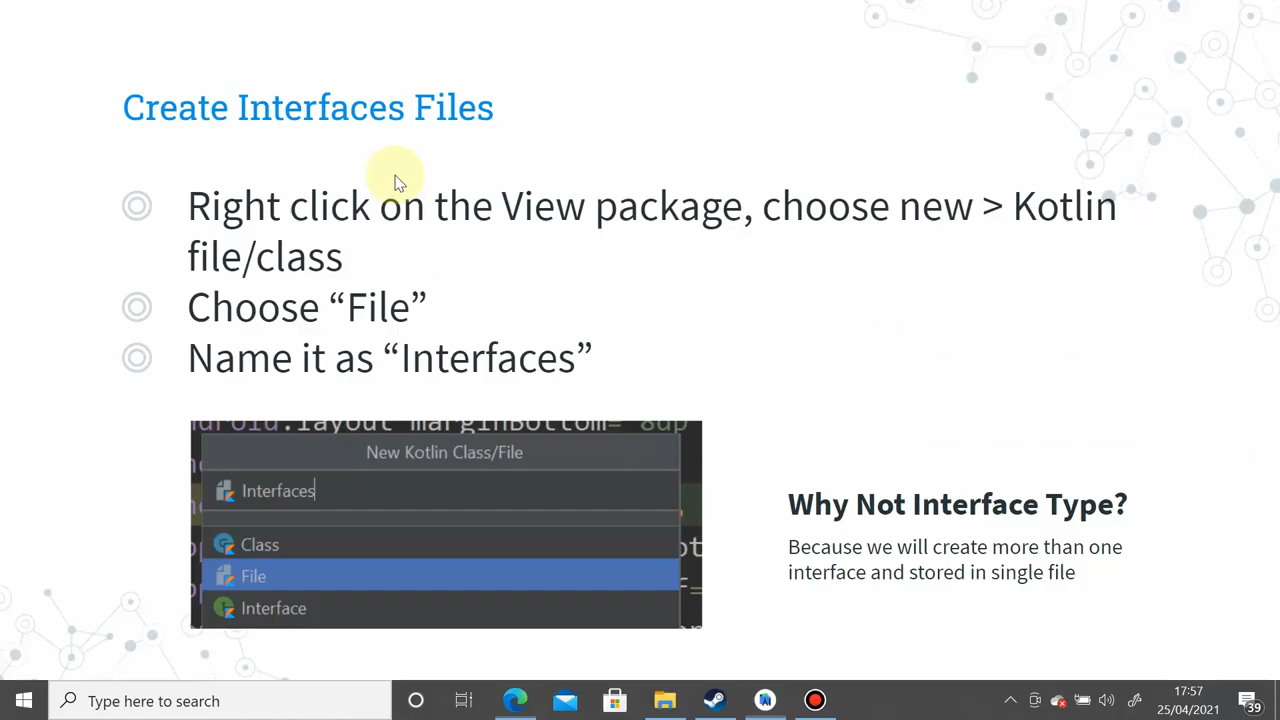 Create Interfaces Files
Right click on the View package, choose new > Kotlin
file/class
Choose “File”
Name it as “Interfaces”
New Kotlin Class/File
Interfaces
Class
File
Interface
Why Not Interface Type?
Because we will create more than one
interface and stored in single file
Type here to search
17:57
25/04/2021
39